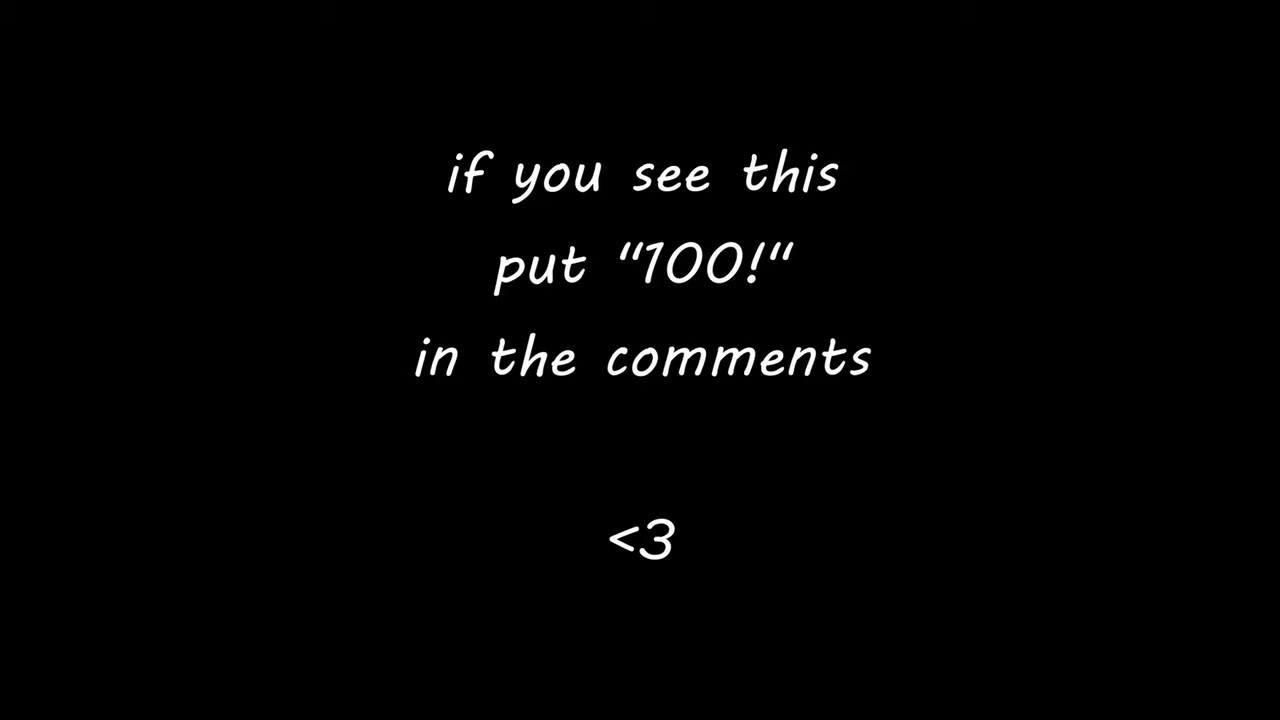 if you see this
put "100!"
in the comments
<3